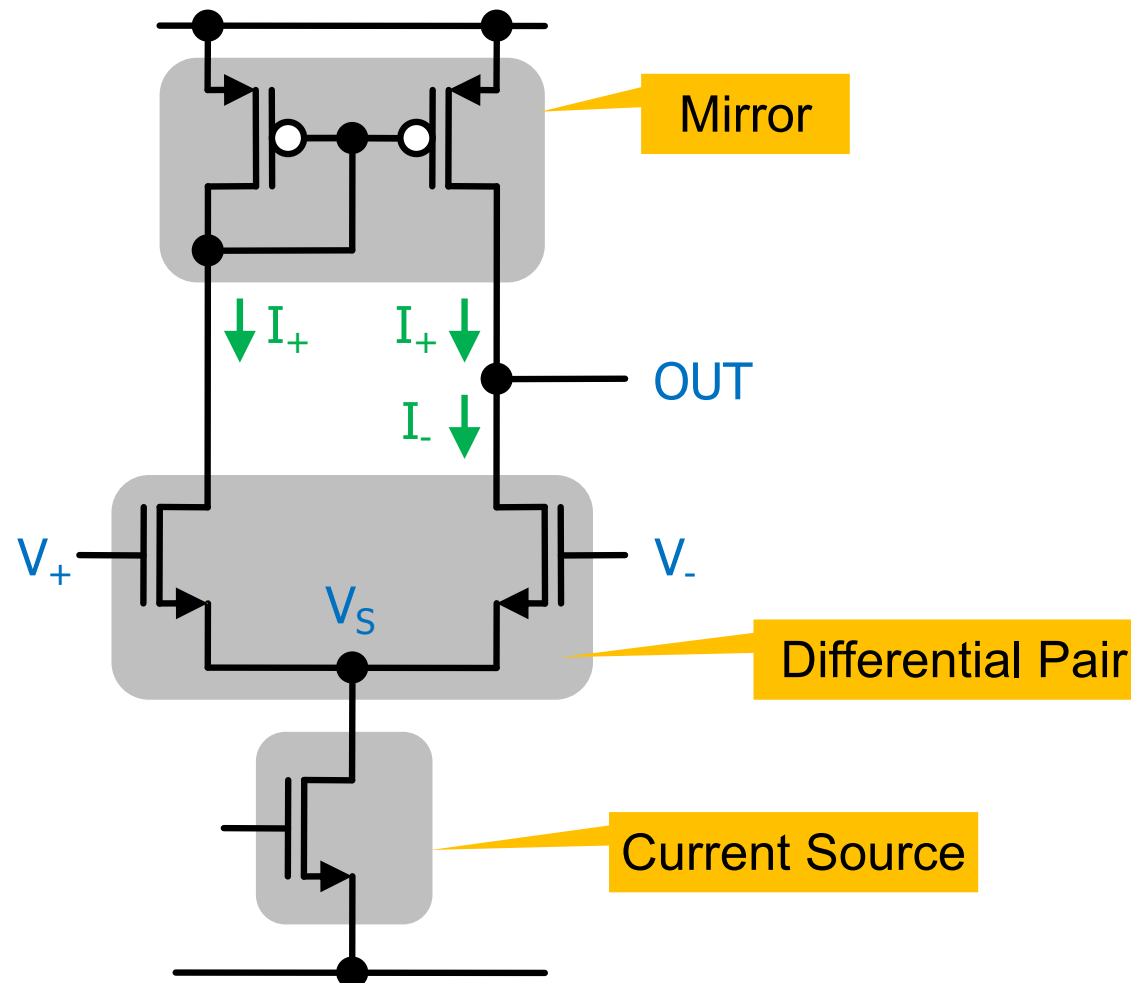 Mirror
I₊
I₊
OUT
I₋
V₊
V₋
Vₛ
Differential Pair
Current Source